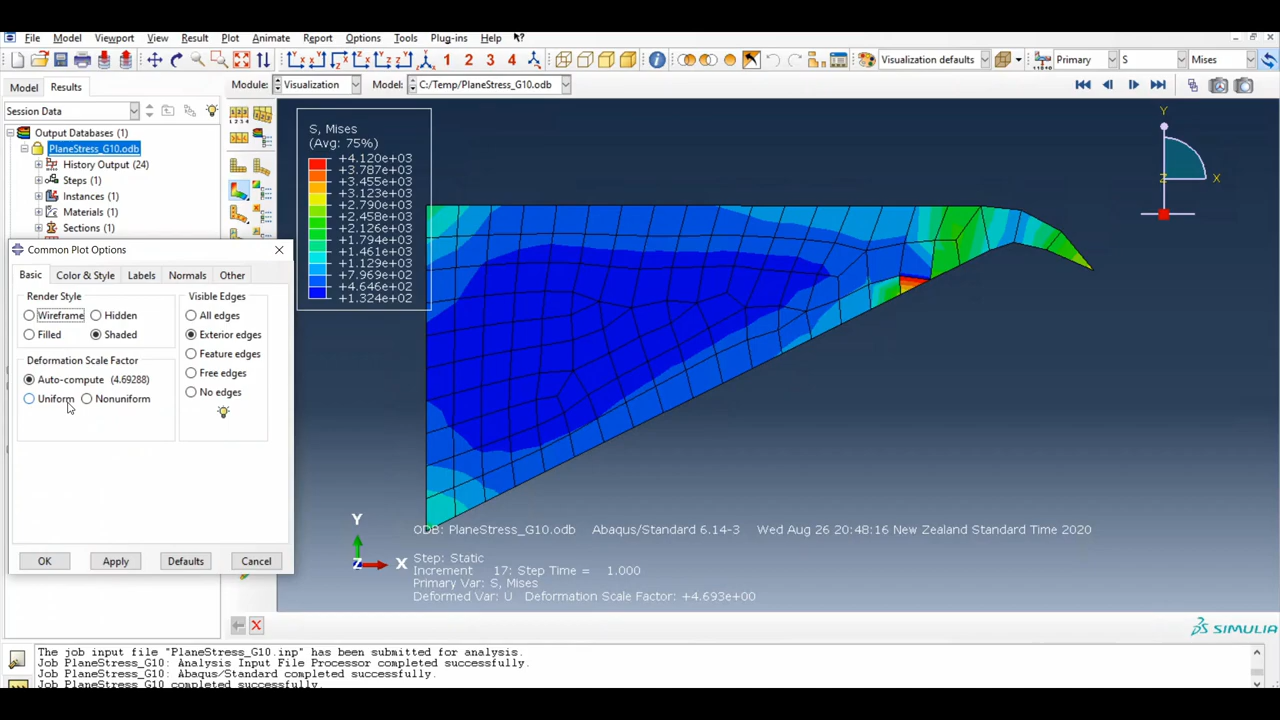 File Model Viewport View Result Plot Animate Report Options Tools Plug-ins Help
1 2 3 4 Visualization defaults Primary S Mises
Model Results Module: Visualization Model: C:/Temp/PlaneStress_G10.odb
Session Data
Output Databases (1)
PlaneStress_G10.odb
History Output (24)
Steps (1)
Instances (1)
Materials (1)
Sections (1)
Common Plot Options
Basic Color & Style Labels Normals Other
Render Style
Wireframe Hidden
Filled Shaded
Deformation Scale Factor
Auto-compute (4.69288)
Uniform Nonuniform
Visible Edges
All edges
Exterior edges
Feature edges
Free edges
No edges
OK Apply Defaults Cancel
S, Mises
(Avg: 75%)
+4.120e+03
+3.787e+03
+3.455e+03
+3.123e+03
+2.790e+03
+2.458e+03
+2.126e+03
+1.794e+03
+1.461e+03
+1.129e+03
+7.969e+02
+4.646e+02
+1.324e+02
Y
X
Z
Y
Z X
ODB: PlaneStress_G10.odb Abaqus/Standard 6.14-3 Wed Aug 26 20:48:16 New Zealand Standard Time 2020
Step: Static
Increment 17: Step Time = 1.000
Primary Var: S, Mises
Deformed Var: U Deformation Scale Factor: +4.693e+00
SIMULIA
The job input file "PlaneStress_G10.inp" has been submitted for analysis.
Job PlaneStress_G10: Analysis Input File Processor completed successfully.
Job PlaneStress_G10: Abaqus/Standard completed successfully.
Job PlaneStress_G10 completed successfully.